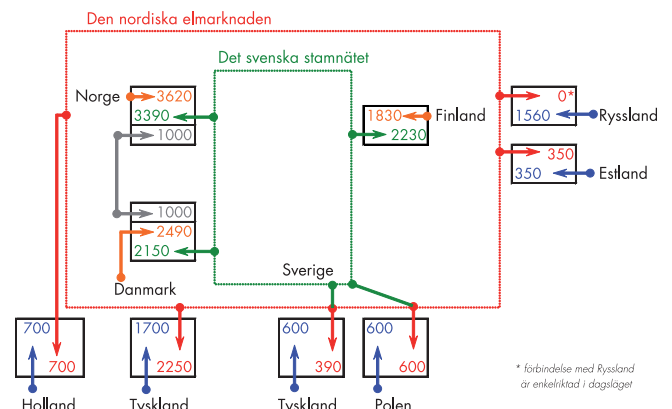 Den nordiska elmarknaden
Det svenska stamnätet
Norge
3620
3390
1000
1830
Finland
2230
0*
1560
Ryssland
350
350
Estland
1000
2490
2150
Danmark
Sverige
700
700
1700
2250
600
390
600
600
Holland
Tyskland
Tyskland
Polen
* förbindelse med Ryssland
är enkelriktad i dagsläget